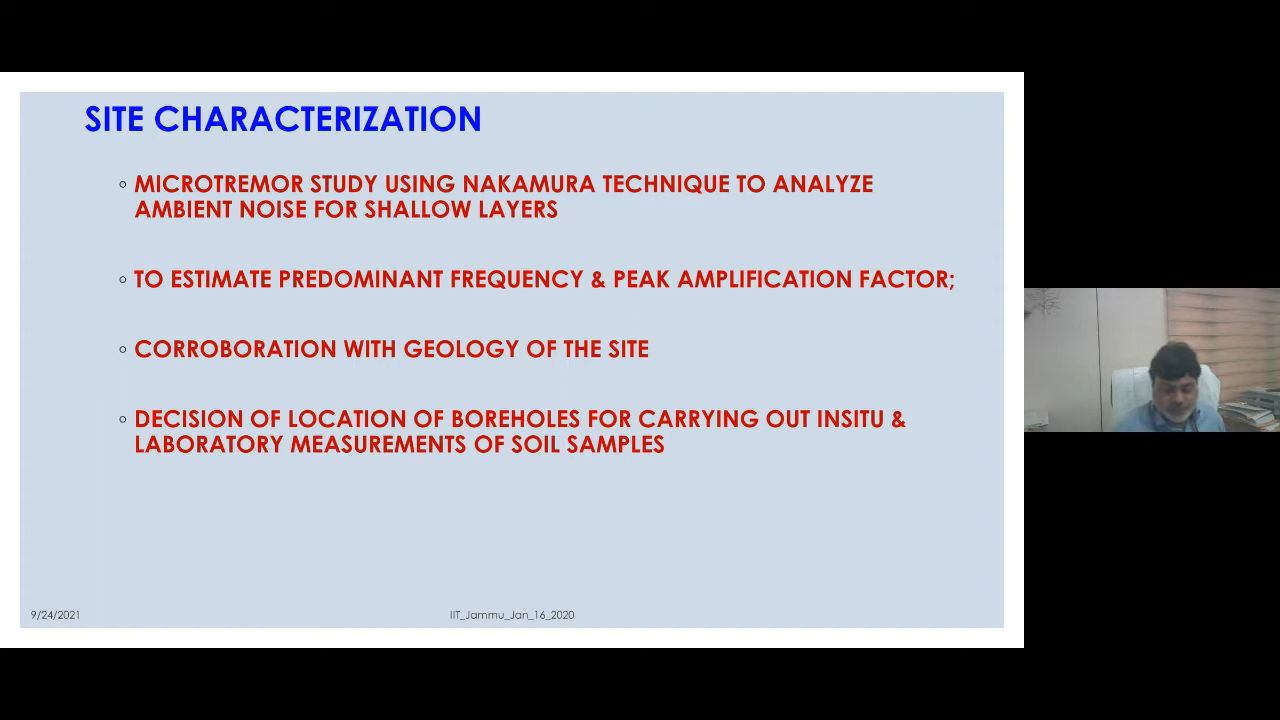 SITE CHARACTERIZATION
◦ MICROTREMOR STUDY USING NAKAMURA TECHNIQUE TO ANALYZE
AMBIENT NOISE FOR SHALLOW LAYERS
◦ TO ESTIMATE PREDOMINANT FREQUENCY & PEAK AMPLIFICATION FACTOR;
◦ CORROBORATION WITH GEOLOGY OF THE SITE
◦ DECISION OF LOCATION OF BOREHOLES FOR CARRYING OUT INSITU &
LABORATORY MEASUREMENTS OF SOIL SAMPLES
9/24/2021
IIT_Jammu_Jan_16_2020